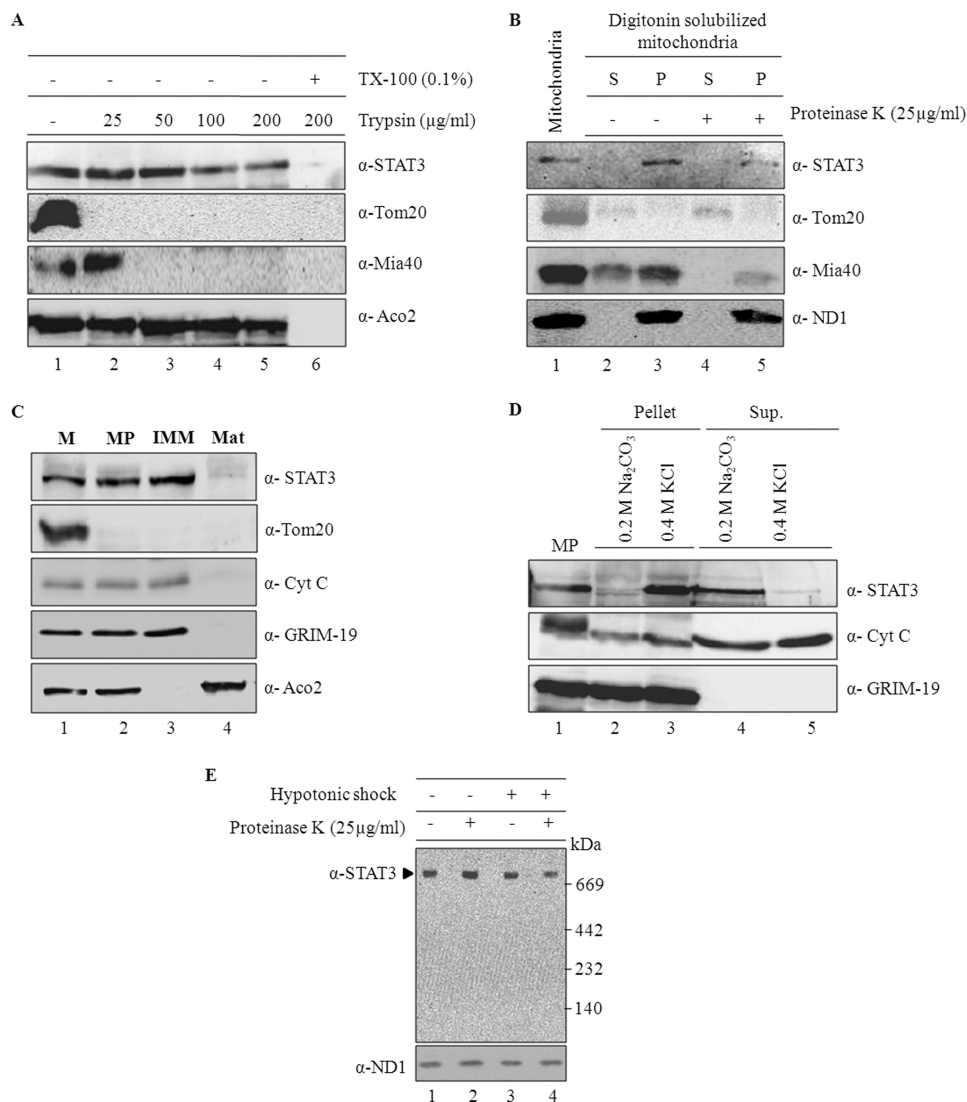 A
- - - - - + TX-100 (0.1%)
- 25 50 100 200 200 Trypsin (µg/ml)
α-STAT3
α-Tom20
α-Mia40
α-Aco2
1 2 3 4 5 6
B
Digitonin solubilized
mitochondria
Mitochondria
S P S P
- - + + Proteinase K (25µg/ml)
α-STAT3
α-Tom20
α- Mia40
α- ND1
1 2 3 4 5
C
M MP IMM Mat
α- STAT3
α-Tom20
α- Cyt C
α-GRIM-19
α-Aco2
1 2 3 4
D
Pellet Sup.
MP
0.2 M Na₂CO₃
0.4 M KCl
0.2 M Na₂CO₃
0.4 M KCl
α- STAT3
α- Cyt C
α- GRIM-19
1 2 3 4 5
E
Hypotonic shock - - + +
Proteinase K (25µg/ml) - + - +
kDa
α-STAT3
669
442
232
140
α-ND1
1 2 3 4